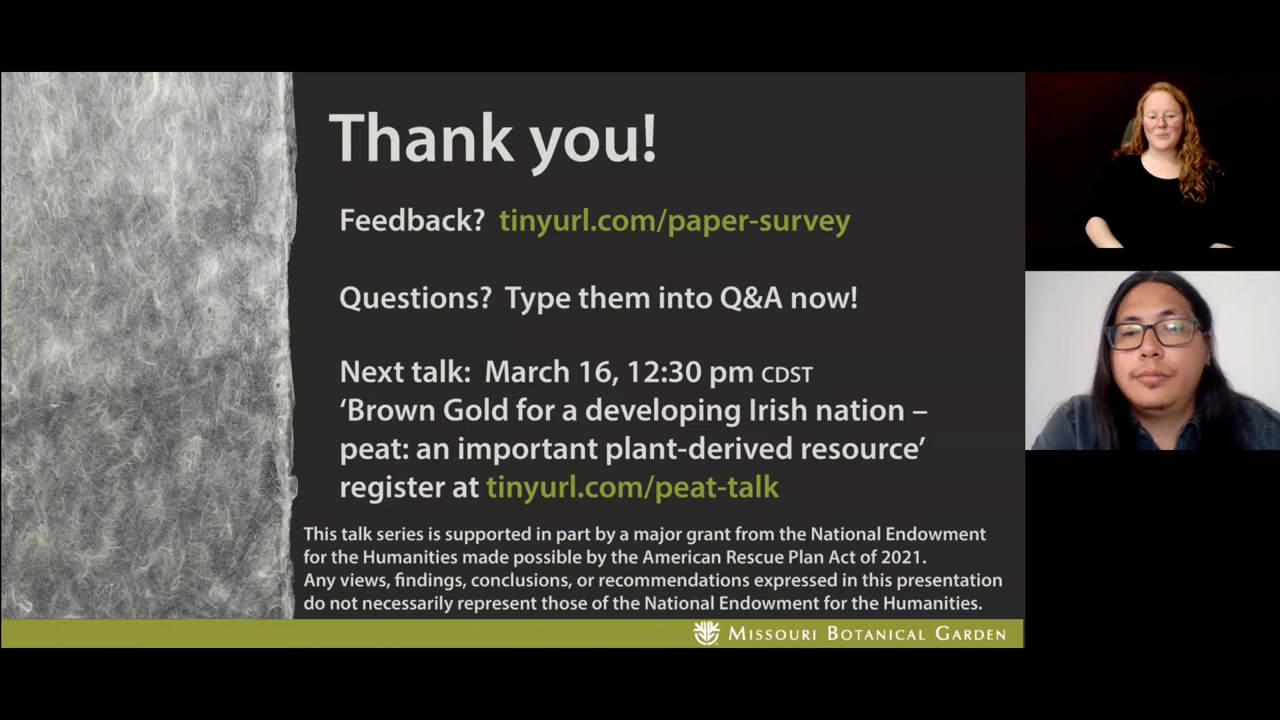 Thank you!
Feedback? tinyurl.com/paper-survey
Questions? Type them into Q&A now!
Next talk: March 16, 12:30 pm CDST
‘Brown Gold for a developing Irish nation –
peat: an important plant-derived resource’
register at tinyurl.com/peat-talk
This talk series is supported in part by a major grant from the National Endowment
for the Humanities made possible by the American Rescue Plan Act of 2021.
Any views, findings, conclusions, or recommendations expressed in this presentation
do not necessarily represent those of the National Endowment for the Humanities.
MISSOURI BOTANICAL GARDEN